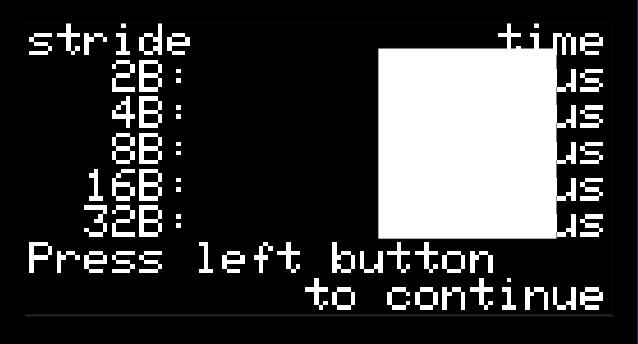 stride time
2B: us
4B: us
8B: us
16B: us
32B: us
Press left button
to continue